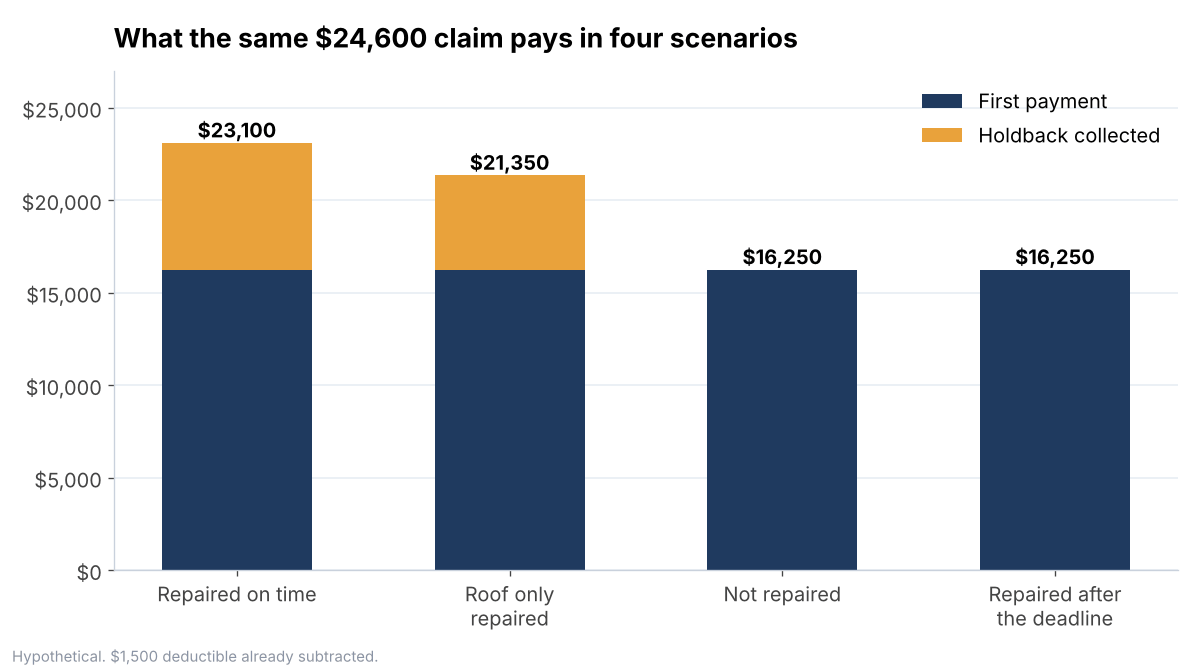 What the same $24,600 claim pays in four scenarios
First payment
Holdback collected
$25,000
$20,000
$15,000
$10,000
$5,000
$0
$23,100
$21,350
$16,250
$16,250
Repaired on time
Roof only
repaired
Not repaired
Repaired after
the deadline
Hypothetical. $1,500 deductible already subtracted.